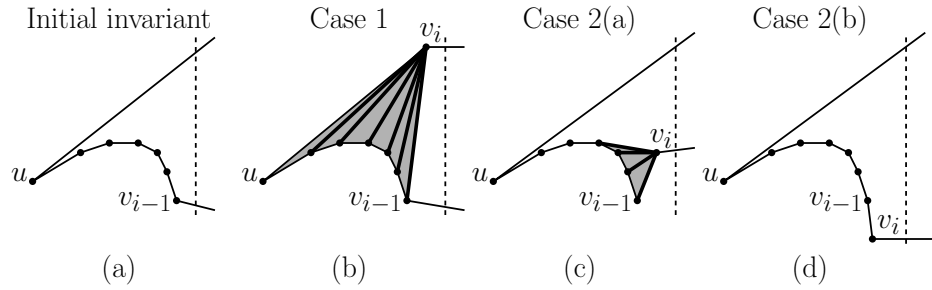 Initial invariant Case 1 Case 2(a) Case 2(b)
u v_{i-1}
u v_{i-1} v_i
u v_{i-1} v_i
u v_{i-1} v_i
(a) (b) (c) (d)